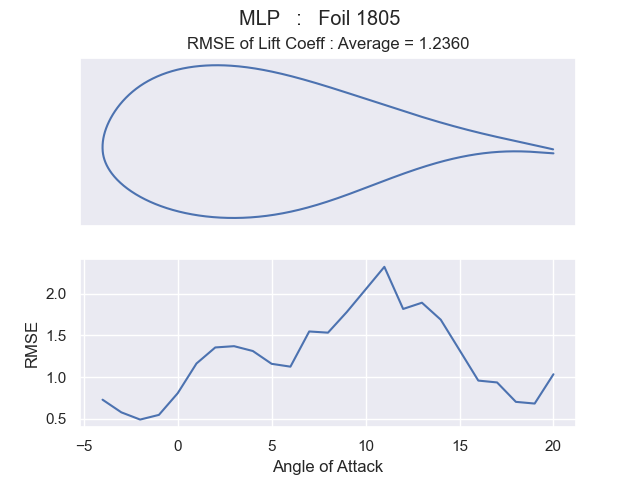 MLP : Foil 1805
RMSE of Lift Coeff : Average = 1.2360
2.0
1.5
1.0
0.5
RMSE
−5 0 5 10 15 20
Angle of Attack